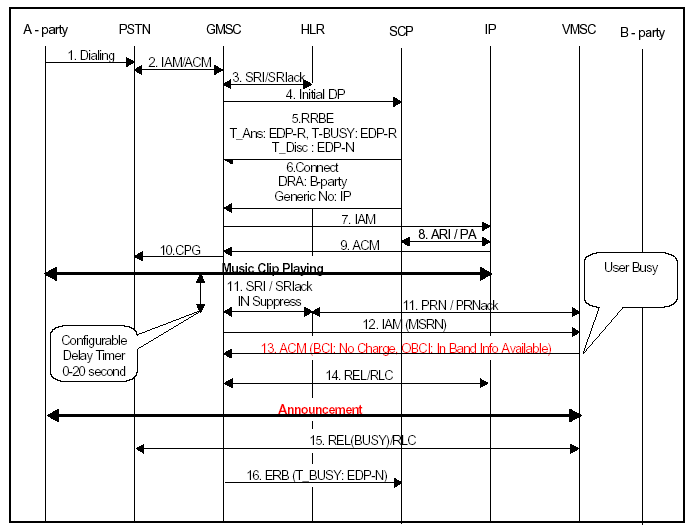 A - party PSTN GMSC HLR SCP IP VMSC B - party
1. Dialing
2. IAM/ACM
3. SRI/SRIack
4. Initial DP
5.RRBE
T_Ans: EDP-R, T-BUSY: EDP-R
T_Disc : EDP-N
6.Connect
DRA: B-party
Generic No: IP
7. IAM
8. ARI / PA
9. ACM
10.CPG
Music Clip Playing
User Busy
11. SRI / SRIack
IN Suppress
11. PRN / PRNack
12. IAM (MSRN)
Configurable
Delay Timer
0-20 second
13. ACM (BCI: No Charge, OBCI: In Band Info Available)
14. REL/RLC
Announcement
15. REL(BUSY)/RLC
16. ERB (T_BUSY: EDP-N)